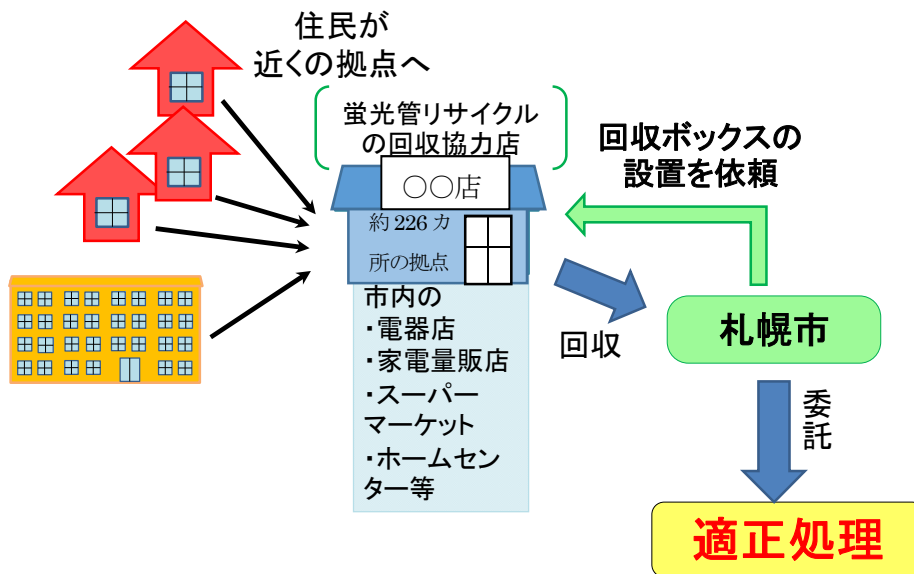 住民が
近くの拠点へ
蛍光管リサイクル
の回収協力店
〇〇店
約226カ
所の拠点
市内の
・電器店
・家電量販店
・スーパー
マーケット
・ホームセン
ター等
回収ボックスの
設置を依頼
回収
札幌市
委託
適正処理